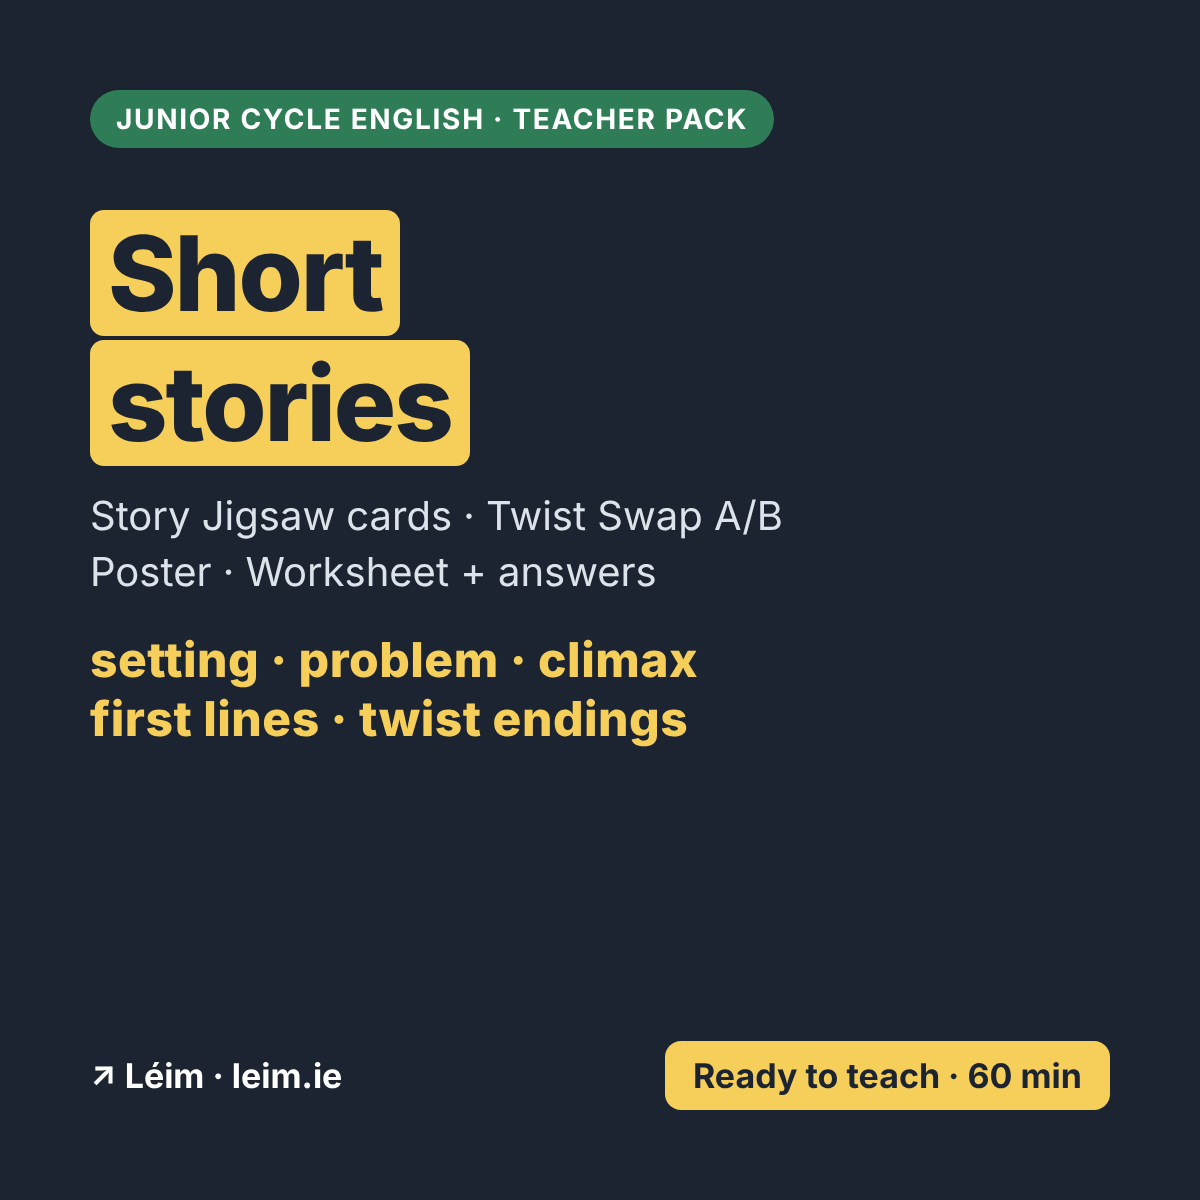 JUNIOR CYCLE ENGLISH · TEACHER PACK
Short
stories
Story Jigsaw cards · Twist Swap A/B
Poster · Worksheet + answers
setting · problem · climax
first lines · twist endings
↗ Léim · leim.ie
Ready to teach · 60 min